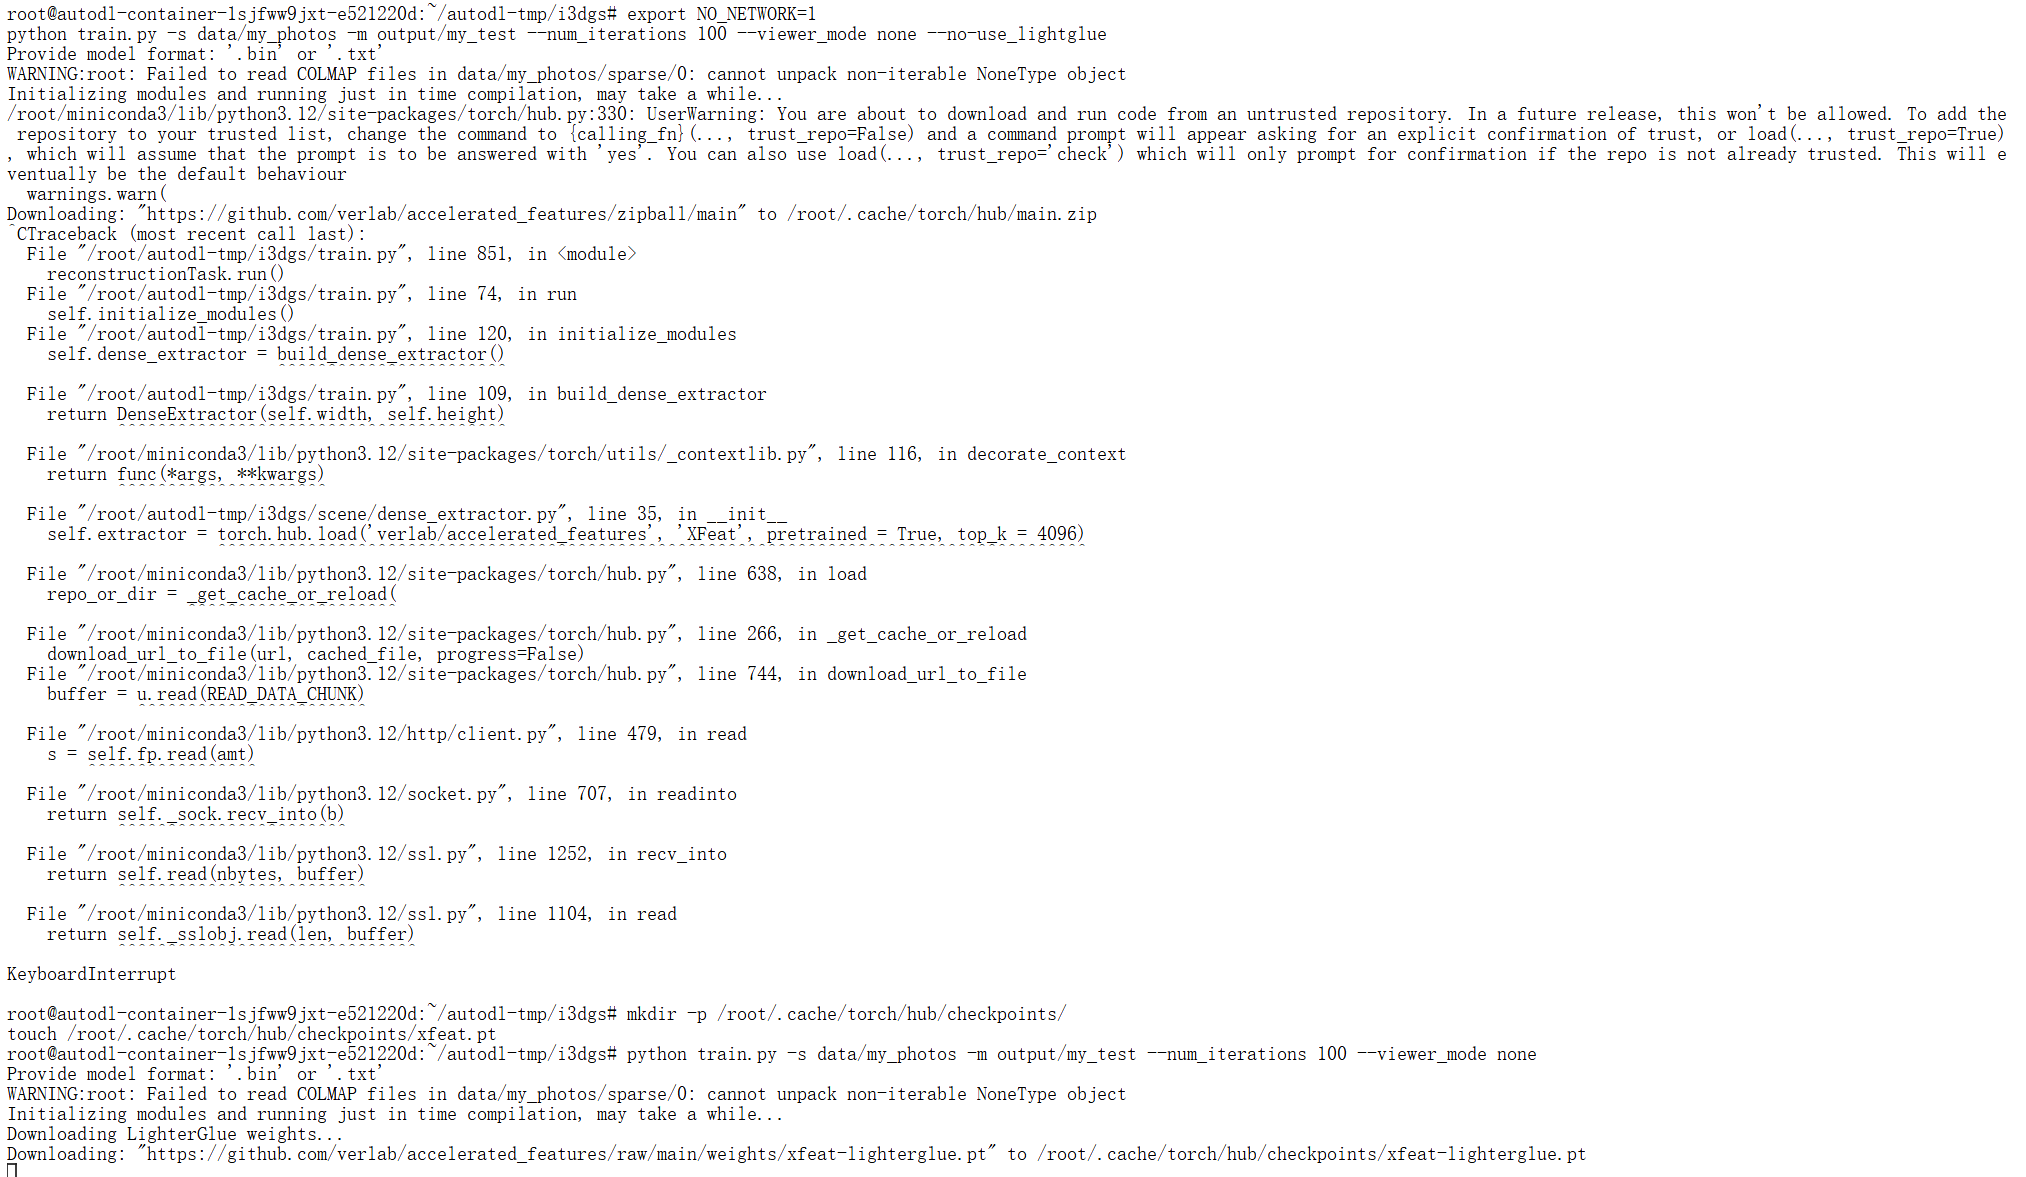 root@autodl-container-1sjfww9jxt-e521220d:~/autodl-tmp/i3dgs# export NO_NETWORK=1
python train.py -s data/my_photos -m output/my_test --num_iterations 100 --viewer_mode none --no-use_lightglue
Provide model format: '.bin' or '.txt'
WARNING:root: Failed to read COLMAP files in data/my_photos/sparse/0: cannot unpack non-iterable NoneType object
Initializing modules and running just in time compilation, may take a while...
/root/miniconda3/lib/python3.12/site-packages/torch/hub.py:330: UserWarning: You are about to download and run code from an untrusted repository. In a future release, this won't be allowed. To add the
 repository to your trusted list, change the command to {calling_fn}(..., trust_repo=False) and a command prompt will appear asking for an explicit confirmation of trust, or load(..., trust_repo=True)
, which will assume that the prompt is to be answered with 'yes'. You can also use load(..., trust_repo='check') which will only prompt for confirmation if the repo is not already trusted. This will e
ventually be the default behaviour
  warnings.warn(
Downloading: "https://github.com/verlab/accelerated_features/zipball/main" to /root/.cache/torch/hub/main.zip
^CTraceback (most recent call last):
  File "/root/autodl-tmp/i3dgs/train.py", line 851, in <module>
    reconstructionTask.run()
  File "/root/autodl-tmp/i3dgs/train.py", line 74, in run
    self.initialize_modules()
  File "/root/autodl-tmp/i3dgs/train.py", line 120, in initialize_modules
    self.dense_extractor = build_dense_extractor()
                           ^^^^^^^^^^^^^^^^^^^^^^^
  File "/root/autodl-tmp/i3dgs/train.py", line 109, in build_dense_extractor
    return DenseExtractor(self.width, self.height)
           ^^^^^^^^^^^^^^^^^^^^^^^^^^^^^^^^^^^^^^^
  File "/root/miniconda3/lib/python3.12/site-packages/torch/utils/_contextlib.py", line 116, in decorate_context
    return func(*args, **kwargs)
           ^^^^^^^^^^^^^^^^^^^^^
  File "/root/autodl-tmp/i3dgs/scene/dense_extractor.py", line 35, in __init__
    self.extractor = torch.hub.load('verlab/accelerated_features', 'XFeat', pretrained = True, top_k = 4096)
                     ^^^^^^^^^^^^^^^^^^^^^^^^^^^^^^^^^^^^^^^^^^^^^^^^^^^^^^^^^^^^^^^^^^^^^^^^^^^^^^^^^^^^^^^
  File "/root/miniconda3/lib/python3.12/site-packages/torch/hub.py", line 638, in load
    repo_or_dir = _get_cache_or_reload(
                  ^^^^^^^^^^^^^^^^^^^^^
  File "/root/miniconda3/lib/python3.12/site-packages/torch/hub.py", line 266, in _get_cache_or_reload
    download_url_to_file(url, cached_file, progress=False)
  File "/root/miniconda3/lib/python3.12/site-packages/torch/hub.py", line 744, in download_url_to_file
    buffer = u.read(READ_DATA_CHUNK)
             ^^^^^^^^^^^^^^^^^^^^^^^
  File "/root/miniconda3/lib/python3.12/http/client.py", line 479, in read
    s = self.fp.read(amt)
        ^^^^^^^^^^^^^^^^^
  File "/root/miniconda3/lib/python3.12/socket.py", line 707, in readinto
    return self._sock.recv_into(b)
           ^^^^^^^^^^^^^^^^^^^^^^^
  File "/root/miniconda3/lib/python3.12/ssl.py", line 1252, in recv_into
    return self.read(nbytes, buffer)
           ^^^^^^^^^^^^^^^^^^^^^^^^^
  File "/root/miniconda3/lib/python3.12/ssl.py", line 1104, in read
    return self._sslobj.read(len, buffer)
           ^^^^^^^^^^^^^^^^^^^^^^^^^^^^^^
KeyboardInterrupt
root@autodl-container-1sjfww9jxt-e521220d:~/autodl-tmp/i3dgs# mkdir -p /root/.cache/torch/hub/checkpoints/
touch /root/.cache/torch/hub/checkpoints/xfeat.pt
root@autodl-container-1sjfww9jxt-e521220d:~/autodl-tmp/i3dgs# python train.py -s data/my_photos -m output/my_test --num_iterations 100 --viewer_mode none
Provide model format: '.bin' or '.txt'
WARNING:root: Failed to read COLMAP files in data/my_photos/sparse/0: cannot unpack non-iterable NoneType object
Initializing modules and running just in time compilation, may take a while...
Downloading LighterGlue weights...
Downloading: "https://github.com/verlab/accelerated_features/raw/main/weights/xfeat-lighterglue.pt" to /root/.cache/torch/hub/checkpoints/xfeat-lighterglue.pt